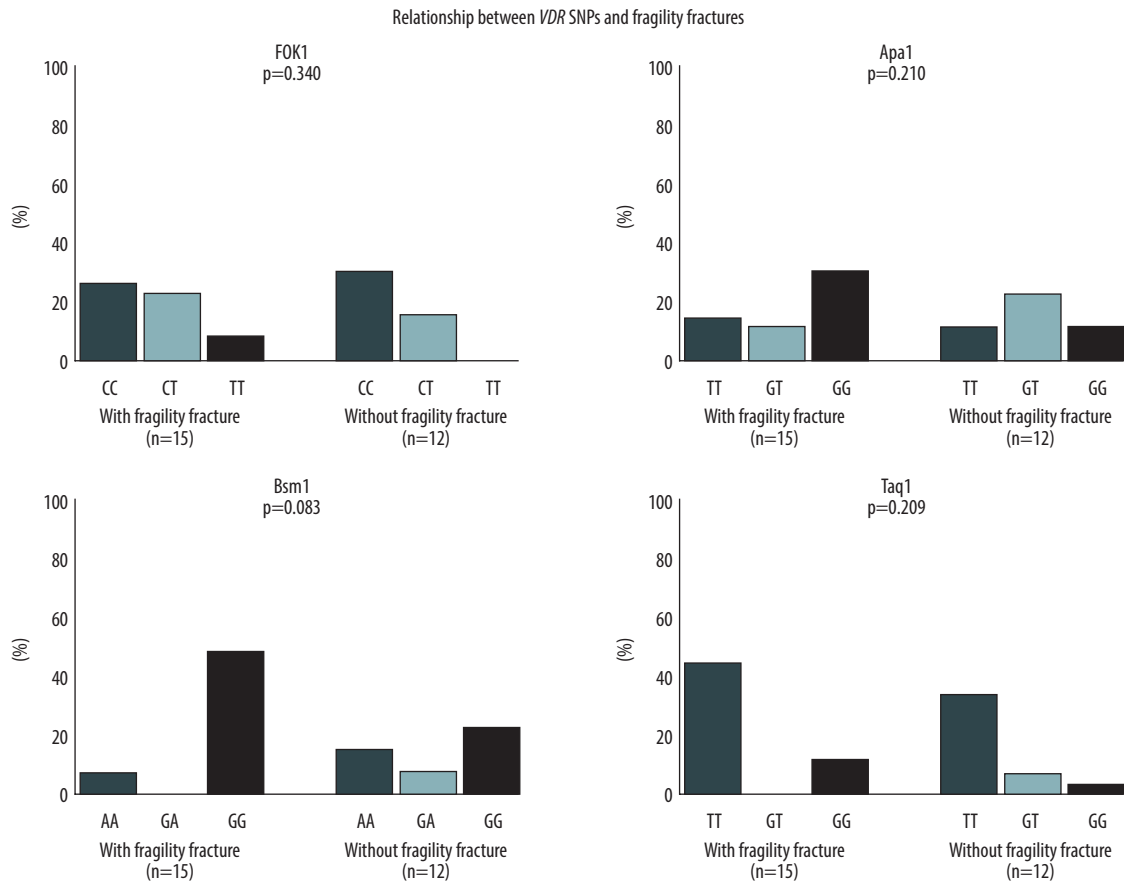 Relationship between VDR SNPs and fragility fractures
FOK1
p=0.340
100
80
60
40
20
0
(%)
CC CT TT CC CT TT
With fragility fracture Without fragility fracture
(n=15) (n=12)
Apa1
p=0.210
100
80
60
40
20
0
(%)
TT GT GG TT GT GG
With fragility fracture Without fragility fracture
(n=15) (n=12)
Bsm1
p=0.083
100
80
60
40
20
0
(%)
AA GA GG AA GA GG
With fragility fracture Without fragility fracture
(n=15) (n=12)
Taq1
p=0.209
100
80
60
40
20
0
(%)
TT GT GG TT GT GG
With fragility fracture Without fragility fracture
(n=15) (n=12)